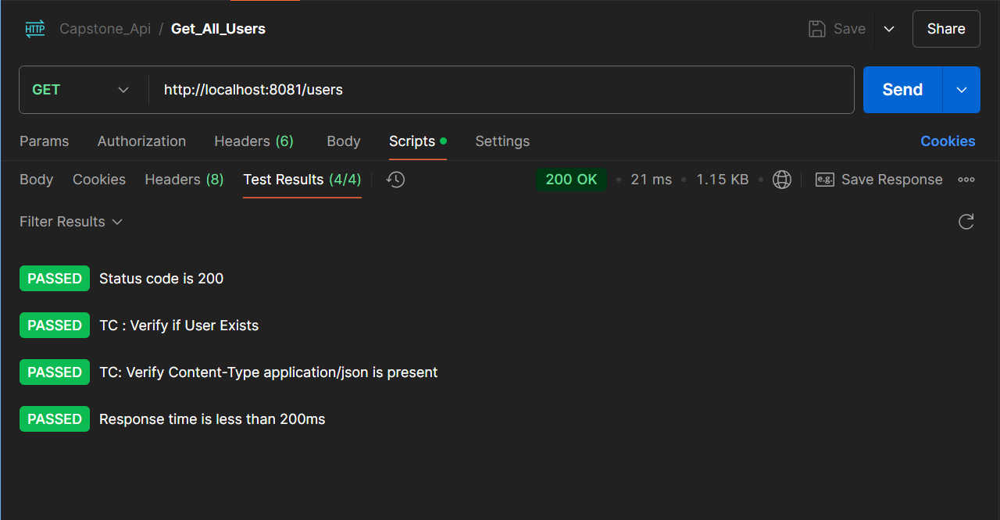 HTTP Capstone_Api / Get_All_Users Save Share
GET http://localhost:8081/users Send
Params Authorization Headers (6) Body Scripts Settings Cookies
Body Cookies Headers (8) Test Results (4/4) 200 OK 21 ms 1.15 KB e.g. Save Response
Filter Results
PASSED Status code is 200
PASSED TC : Verify if User Exists
PASSED TC: Verify Content-Type application/json is present
PASSED Response time is less than 200ms